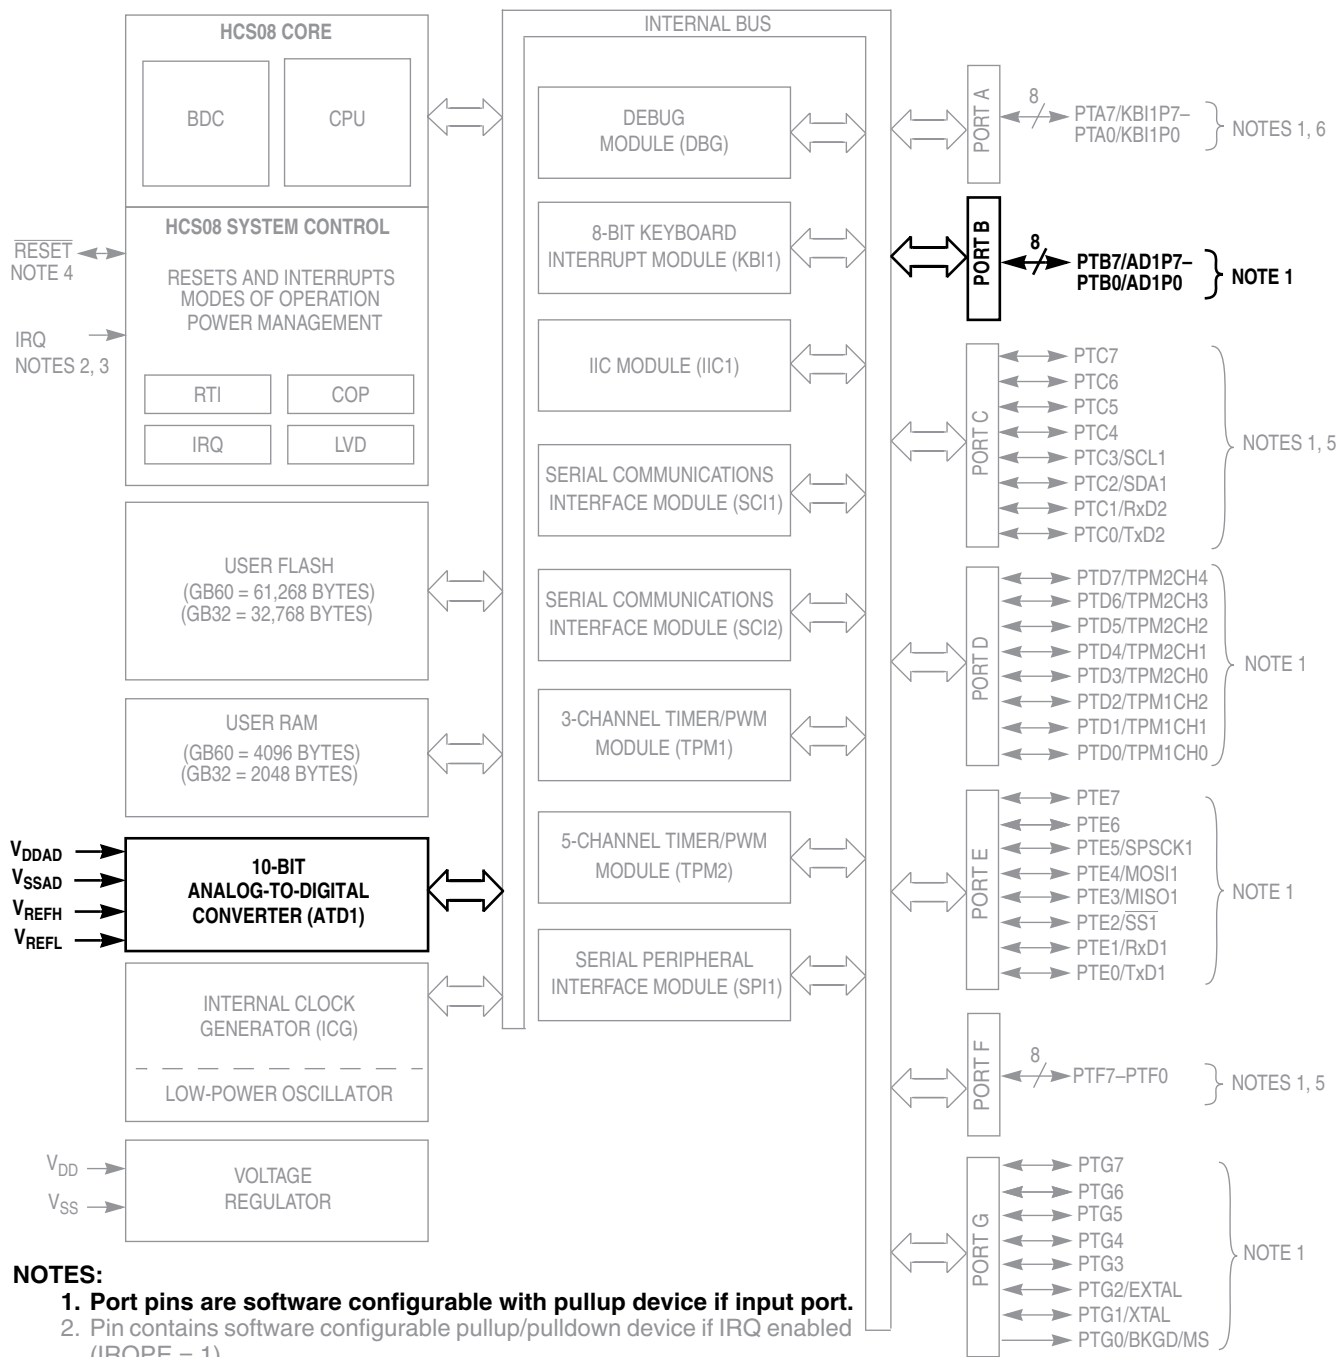 HCS08 CORE
BDC
CPU
HCS08 SYSTEM CONTROL
RESETS AND INTERRUPTS
MODES OF OPERATION
POWER MANAGEMENT
RTI
COP
IRQ
LVD
RESET
NOTE 4
IRQ
NOTES 2, 3
USER FLASH
(GB60 = 61,268 BYTES)
(GB32 = 32,768 BYTES)
USER RAM
(GB60 = 4096 BYTES)
(GB32 = 2048 BYTES)
VDDAD
VSSAD
VREFH
VREFL
10-BIT
ANALOG-TO-DIGITAL
CONVERTER (ATD1)
INTERNAL CLOCK
GENERATOR (ICG)
LOW-POWER OSCILLATOR
VDD
VSS
VOLTAGE
REGULATOR
INTERNAL BUS
DEBUG
MODULE (DBG)
8-BIT KEYBOARD
INTERRUPT MODULE (KBI1)
IIC MODULE (IIC1)
SERIAL COMMUNICATIONS
INTERFACE MODULE (SCI1)
SERIAL COMMUNICATIONS
INTERFACE MODULE (SCI2)
3-CHANNEL TIMER/PWM
MODULE (TPM1)
5-CHANNEL TIMER/PWM
MODULE (TPM2)
SERIAL PERIPHERAL
INTERFACE MODULE (SPI1)
PORT A
8
PTA7/KBI1P7–
PTA0/KBI1P0
NOTES 1, 6
PORT B
8
PTB7/AD1P7–
PTB0/AD1P0
NOTE 1
PORT C
PTC7
PTC6
PTC5
PTC4
PTC3/SCL1
PTC2/SDA1
PTC1/RxD2
PTC0/TxD2
NOTES 1, 5
PORT D
PTD7/TPM2CH4
PTD6/TPM2CH3
PTD5/TPM2CH2
PTD4/TPM2CH1
PTD3/TPM2CH0
PTD2/TPM1CH2
PTD1/TPM1CH1
PTD0/TPM1CH0
NOTE 1
PORT E
PTE7
PTE6
PTE5/SPSCK1
PTE4/MOSI1
PTE3/MISO1
PTE2/SS1
PTE1/RxD1
PTE0/TxD1
NOTE 1
PORT F
8
PTF7–PTF0
NOTES 1, 5
PORT G
PTG7
PTG6
PTG5
PTG4
PTG3
PTG2/EXTAL
PTG1/XTAL
PTG0/BKGD/MS
NOTE 1
NOTES:
1. Port pins are software configurable with pullup device if input port.
2. Pin contains software configurable pullup/pulldown device if IRQ enabled
(IRQPE = 1)